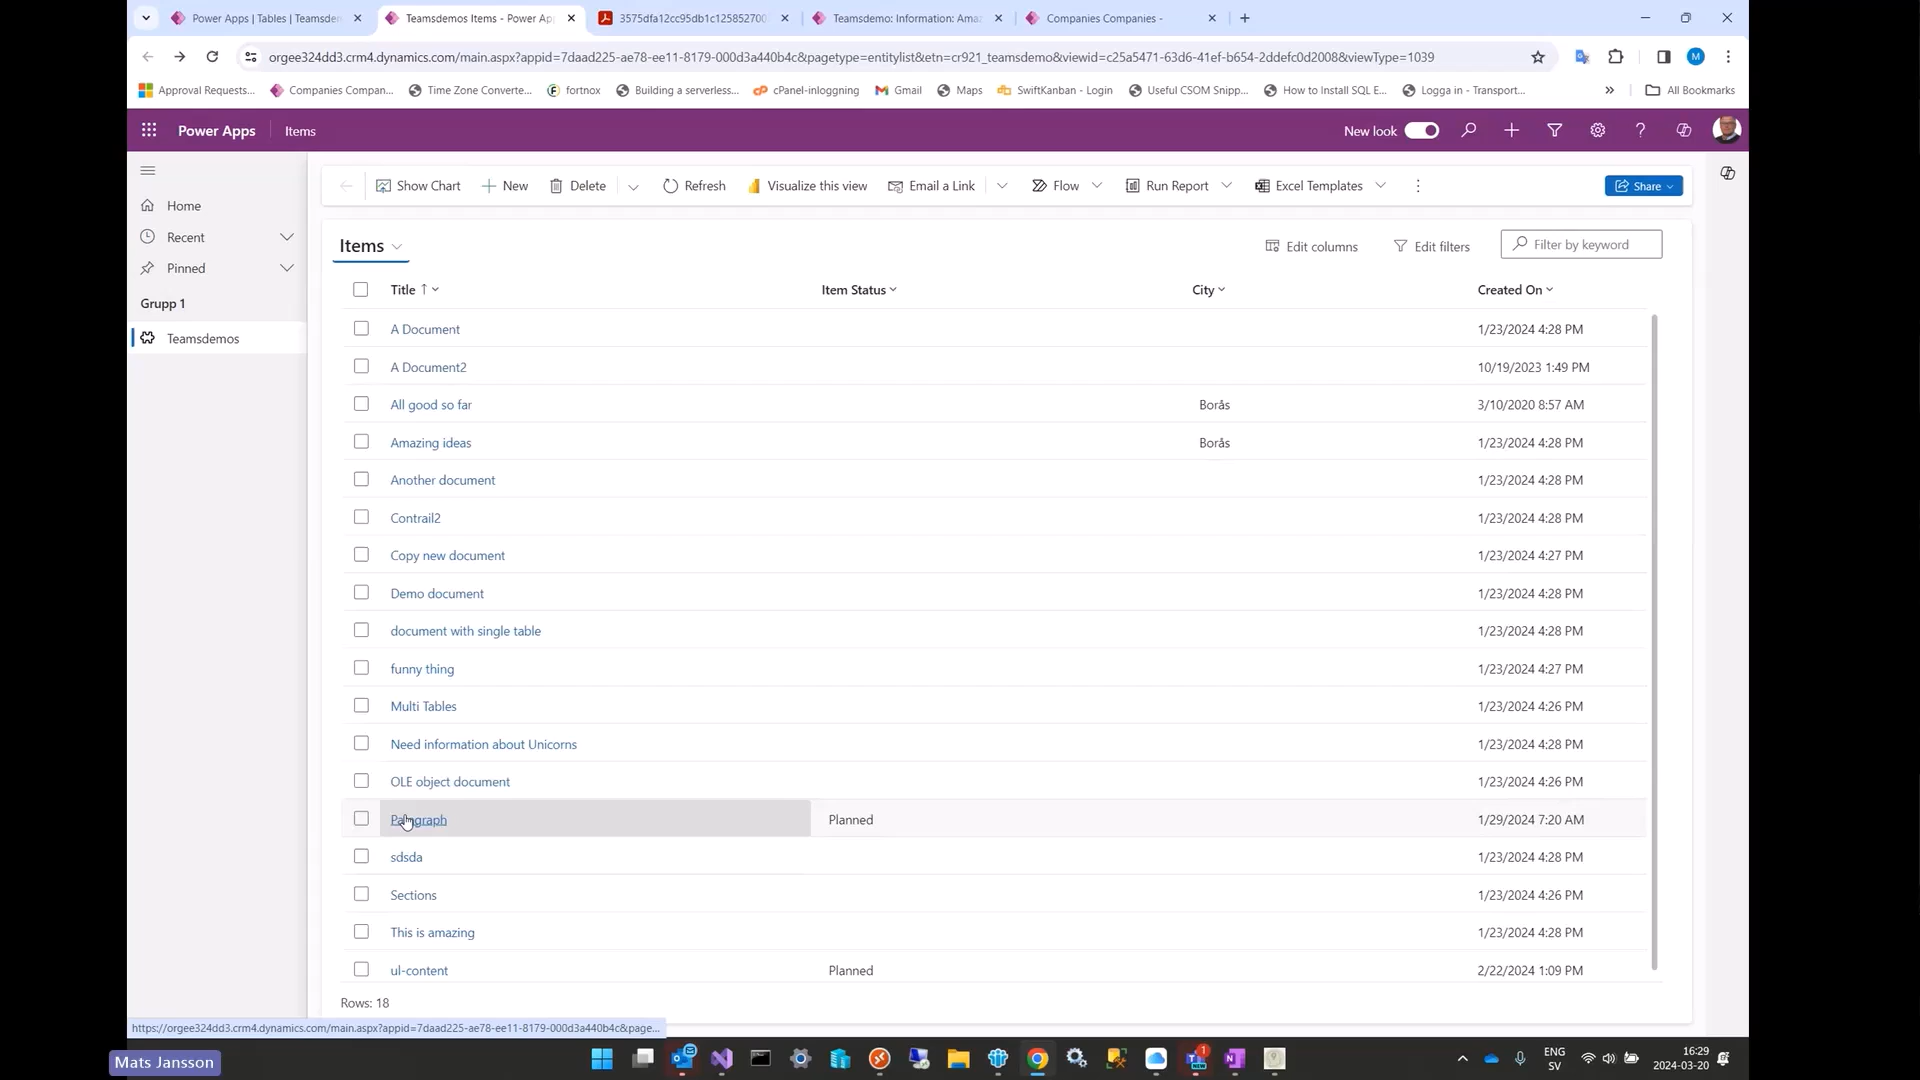 Power Apps | Tables | Teamsdem
Teamsdemos Items - Power Ap
3575dfa12cc95db1c125852700
Teamsdemo: Information: Ama
Companies Companies -
orgee324dd3.crm4.dynamics.com/main.aspx?appid=7daad225-ae78-ee11-8179-000d3a440b4c&pagetype=entitylist&etn=cr921_teamsdemo&viewid=c25a5471-63d6-41ef-b654-2ddefc0d2008&viewType=1039
M
Approval Requests...
Companies Compan...
Time Zone Converte...
fortnox
Building a serverless...
cPanel-inloggning
Gmail
Maps
SwiftKanban - Login
Useful CSOM Snipp...
How to Install SQL E...
Logga in - Transport...
»
All Bookmarks
Power Apps
Items
New look
Home
Recent
Pinned
Grupp 1
Teamsdemos
Show Chart
New
Delete
Refresh
Visualize this view
Email a Link
Flow
Run Report
Excel Templates
Share
Items
Edit columns
Edit filters
Filter by keyword
Title ↑ Item Status City Created On
A Document 1/23/2024 4:28 PM
A Document2 10/19/2023 1:49 PM
All good so far Borås 3/10/2020 8:57 AM
Amazing ideas Borås 1/23/2024 4:28 PM
Another document 1/23/2024 4:28 PM
Contrail2 1/23/2024 4:28 PM
Copy new document 1/23/2024 4:27 PM
Demo document 1/23/2024 4:28 PM
document with single table 1/23/2024 4:28 PM
funny thing 1/23/2024 4:27 PM
Multi Tables 1/23/2024 4:26 PM
Need information about Unicorns 1/23/2024 4:28 PM
OLE object document 1/23/2024 4:26 PM
Paragraph Planned 1/29/2024 7:20 AM
sdsda 1/23/2024 4:28 PM
Sections 1/23/2024 4:26 PM
This is amazing 1/23/2024 4:28 PM
ul-content Planned 2/22/2024 1:09 PM
Rows: 18
https://orgee324dd3.crm4.dynamics.com/main.aspx?appid=7daad225-ae78-ee11-8179-000d3a440b4c&page...
Mats Jansson
ENG
SV
16:29
2024-03-20